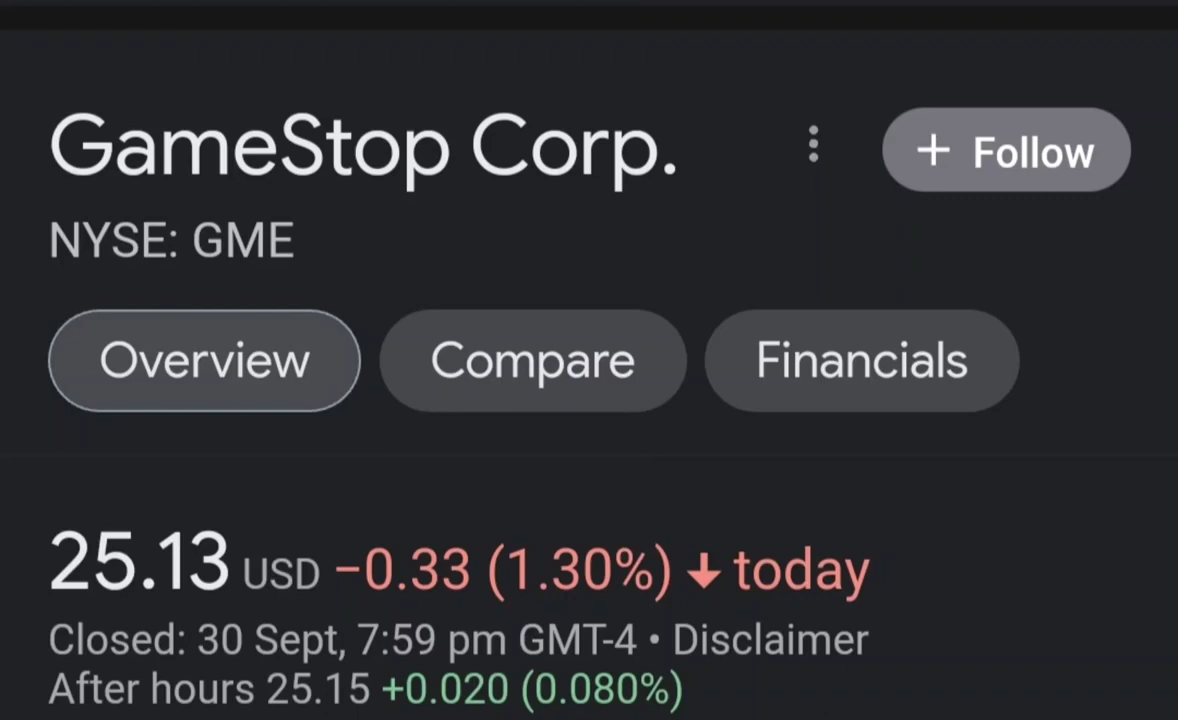 GameStop Corp.
+ Follow
NYSE: GME
Overview Compare Financials
25.13 USD −0.33 (1.30%) ↓ today
Closed: 30 Sept, 7:59 pm GMT-4 • Disclaimer
After hours 25.15 +0.020 (0.080%)